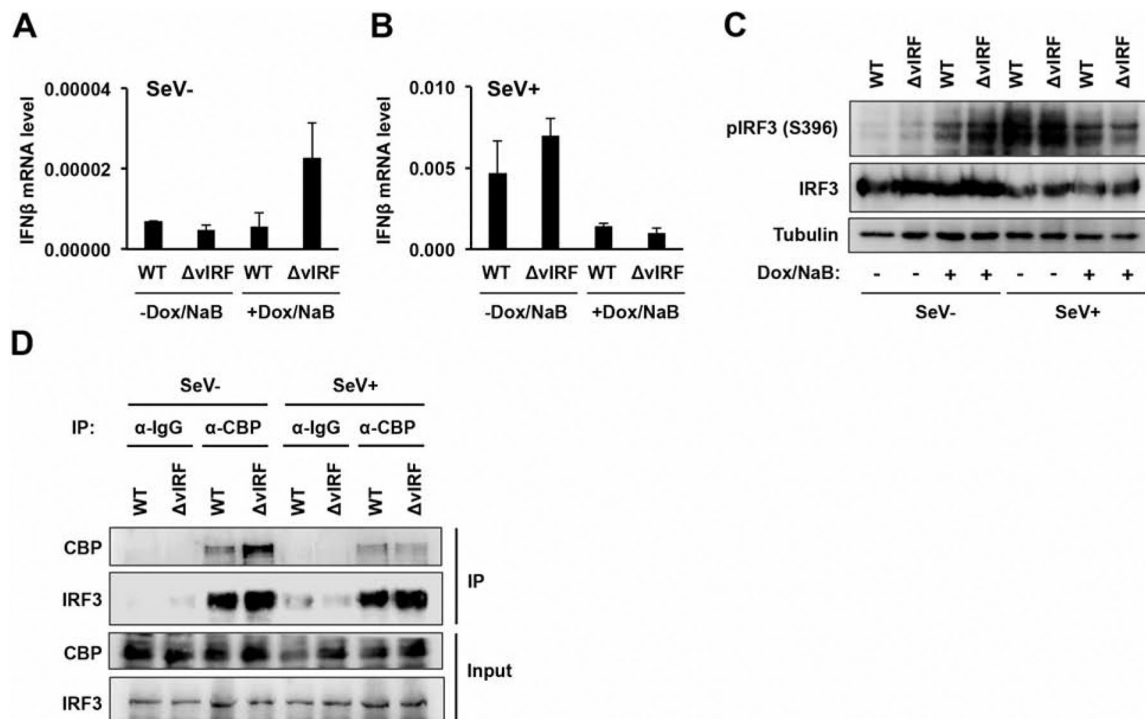 A
IFNβ mRNA level
SeV-
0.00004
0.00002
0.00000
WT ΔvIRF WT ΔvIRF
-Dox/NaB +Dox/NaB
B
IFNβ mRNA level
SeV+
0.010
0.005
0.000
WT ΔvIRF WT ΔvIRF
-Dox/NaB +Dox/NaB
C
WT ΔvIRF WT ΔvIRF WT ΔvIRF WT ΔvIRF
pIRF3 (S396)
IRF3
Tubulin
Dox/NaB: - - + + - - + +
SeV- SeV+
D
SeV- SeV+
IP: α-IgG α-CBP α-IgG α-CBP
WT ΔvIRF WT ΔvIRF WT ΔvIRF WT ΔvIRF
CBP
IRF3
IP
CBP
IRF3
Input